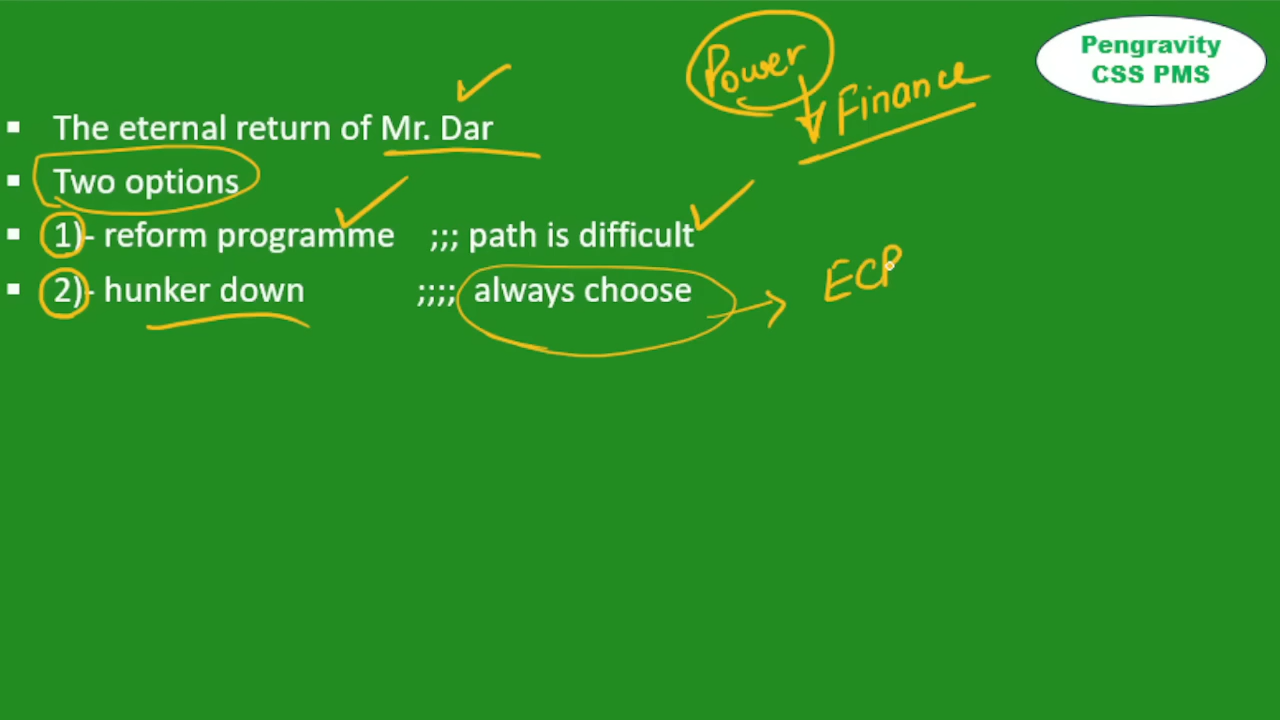 Pengravity
CSS PMS
Power
Finance
The eternal return of Mr. Dar
Two options
1)- reform programme ;;; path is difficult
2)- hunker down ;;;; always choose
ECP